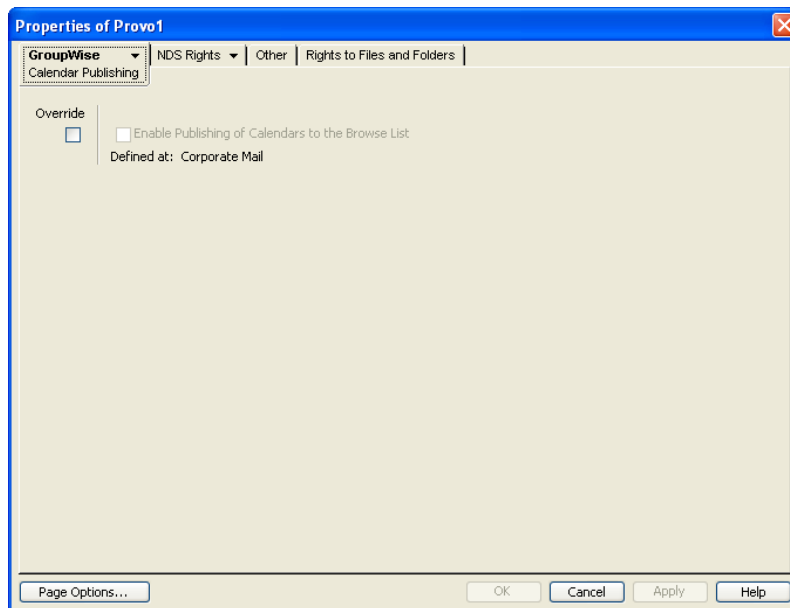 Properties of Provo1
GroupWise NDS Rights Other Rights to Files and Folders
Calendar Publishing
Override
Enable Publishing of Calendars to the Browse List
Defined at: Corporate Mail
Page Options... OK Cancel Apply Help